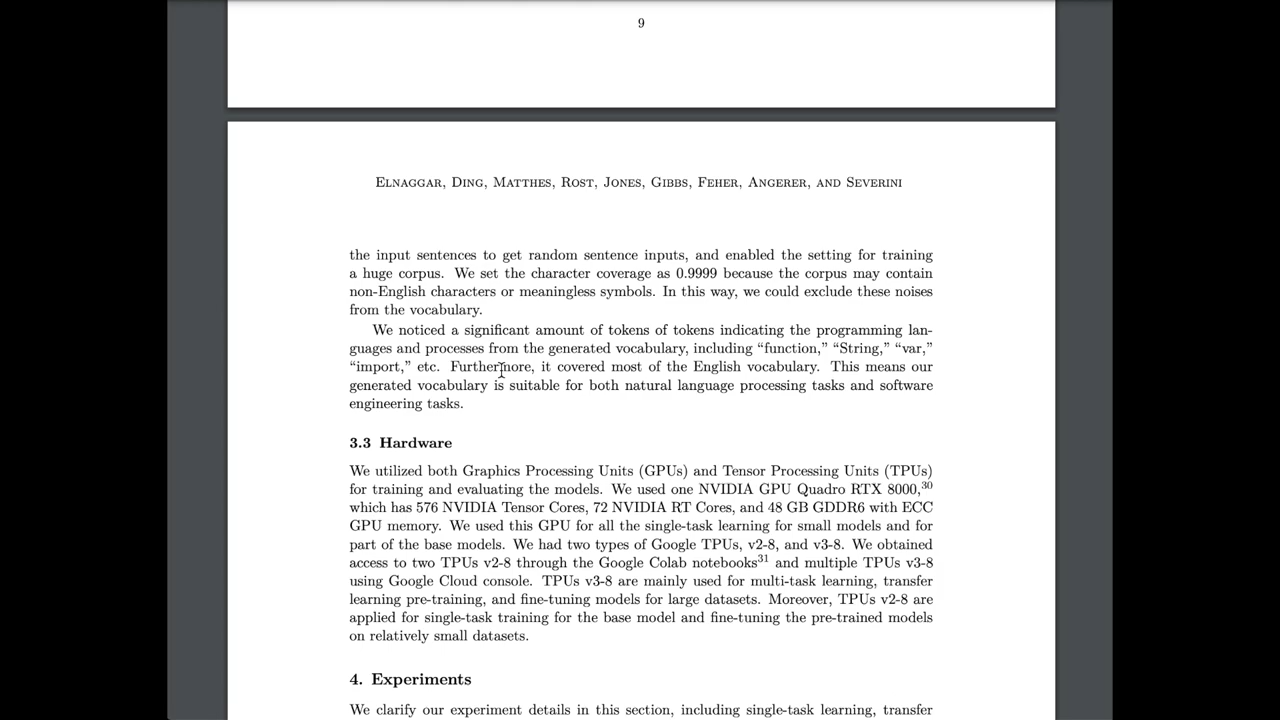 9
Elnaggar, Ding, Matthes, Rost, Jones, Gibbs, Feher, Angerer, and Severini
the input sentences to get random sentence inputs, and enabled the setting for training
a huge corpus. We set the character coverage as 0.9999 because the corpus may contain
non-English characters or meaningless symbols. In this way, we could exclude these noises
from the vocabulary.
We noticed a significant amount of tokens of tokens indicating the programming lan-
guages and processes from the generated vocabulary, including “function,” “String,” “var,”
“import,” etc. Furthermore, it covered most of the English vocabulary. This means our
generated vocabulary is suitable for both natural language processing tasks and software
engineering tasks.
3.3 Hardware
We utilized both Graphics Processing Units (GPUs) and Tensor Processing Units (TPUs)
for training and evaluating the models. We used one NVIDIA GPU Quadro RTX 8000,30
which has 576 NVIDIA Tensor Cores, 72 NVIDIA RT Cores, and 48 GB GDDR6 with ECC
GPU memory. We used this GPU for all the single-task learning for small models and for
part of the base models. We had two types of Google TPUs, v2-8, and v3-8. We obtained
access to two TPUs v2-8 through the Google Colab notebooks31 and multiple TPUs v3-8
using Google Cloud console. TPUs v3-8 are mainly used for multi-task learning, transfer
learning pre-training, and fine-tuning models for large datasets. Moreover, TPUs v2-8 are
applied for single-task training for the base model and fine-tuning the pre-trained models
on relatively small datasets.
4. Experiments
We clarify our experiment details in this section, including single-task learning, transfer